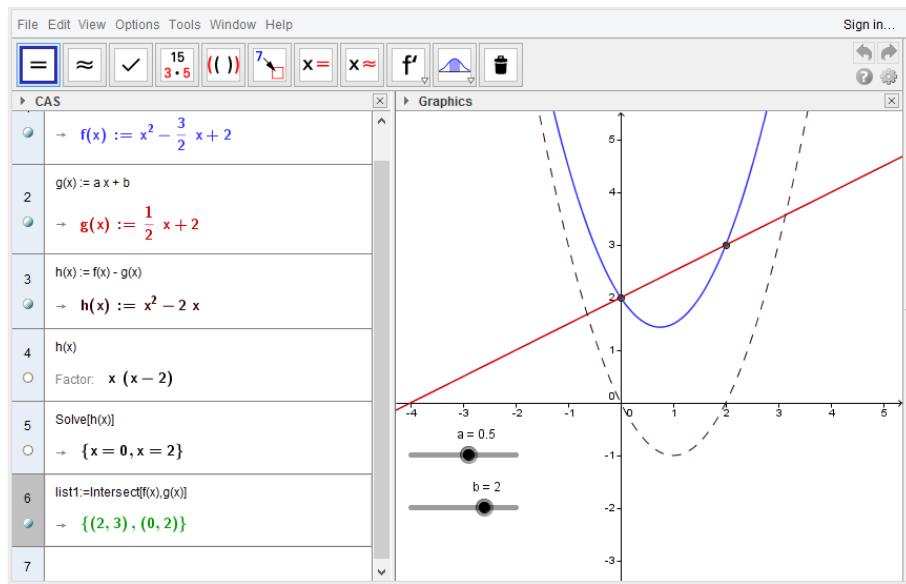 File Edit View Options Tools Window Help
Sign in...
= ≈ ✓ 15 3•5 (( )) 7 x= x≈ f'
?
CAS
Graphics
→ f(x) := x² − 3/2 x + 2
2
g(x) := a x + b
→ g(x) := 1/2 x + 2
3
h(x) := f(x) - g(x)
→ h(x) := x² − 2 x
4
h(x)
Factor: x (x − 2)
5
Solve[h(x)]
→ {x = 0, x = 2}
6
list1:=Intersect[f(x),g(x)]
→ {(2, 3) , (0, 2)}
7
5
4
3
2
1
0
-4 -3 -2 -1 0 1 2 3 4 5
a = 0.5
-1
b = 2
-2
-3